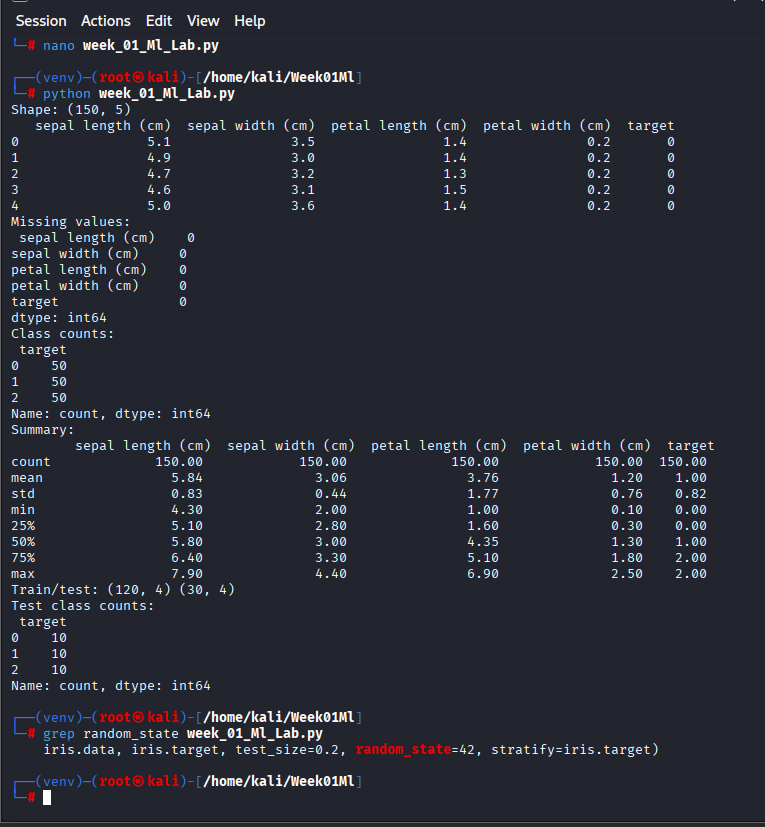 Session Actions Edit View Help
└─# nano week_01_Ml_Lab.py
┌──(venv)─(root㉿kali)-[/home/kali/Week01Ml]
└─# python week_01_Ml_Lab.py
Shape: (150, 5)
   sepal length (cm)  sepal width (cm)  petal length (cm)  petal width (cm)  target
0                5.1               3.5                1.4               0.2       0
1                4.9               3.0                1.4               0.2       0
2                4.7               3.2                1.3               0.2       0
3                4.6               3.1                1.5               0.2       0
4                5.0               3.6                1.4               0.2       0
Missing values:
 sepal length (cm)    0
sepal width (cm)     0
petal length (cm)    0
petal width (cm)     0
target               0
dtype: int64
Class counts:
 target
0    50
1    50
2    50
Name: count, dtype: int64
Summary:
        sepal length (cm)  sepal width (cm)  petal length (cm)  petal width (cm)  target
count             150.00            150.00             150.00            150.00  150.00
mean                5.84              3.06               3.76              1.20    1.00
std                 0.83              0.44               1.77              0.76    0.82
min                 4.30              2.00               1.00              0.10    0.00
25%                 5.10              2.80               1.60              0.30    0.00
50%                 5.80              3.00               4.35              1.30    1.00
75%                 6.40              3.30               5.10              1.80    2.00
max                 7.90              4.40               6.90              2.50    2.00
Train/test: (120, 4) (30, 4)
Test class counts:
 target
0    10
1    10
2    10
Name: count, dtype: int64
┌──(venv)─(root㉿kali)-[/home/kali/Week01Ml]
└─# grep random_state week_01_Ml_Lab.py
    iris.data, iris.target, test_size=0.2, random_state=42, stratify=iris.target)
┌──(venv)─(root㉿kali)-[/home/kali/Week01Ml]
└─#